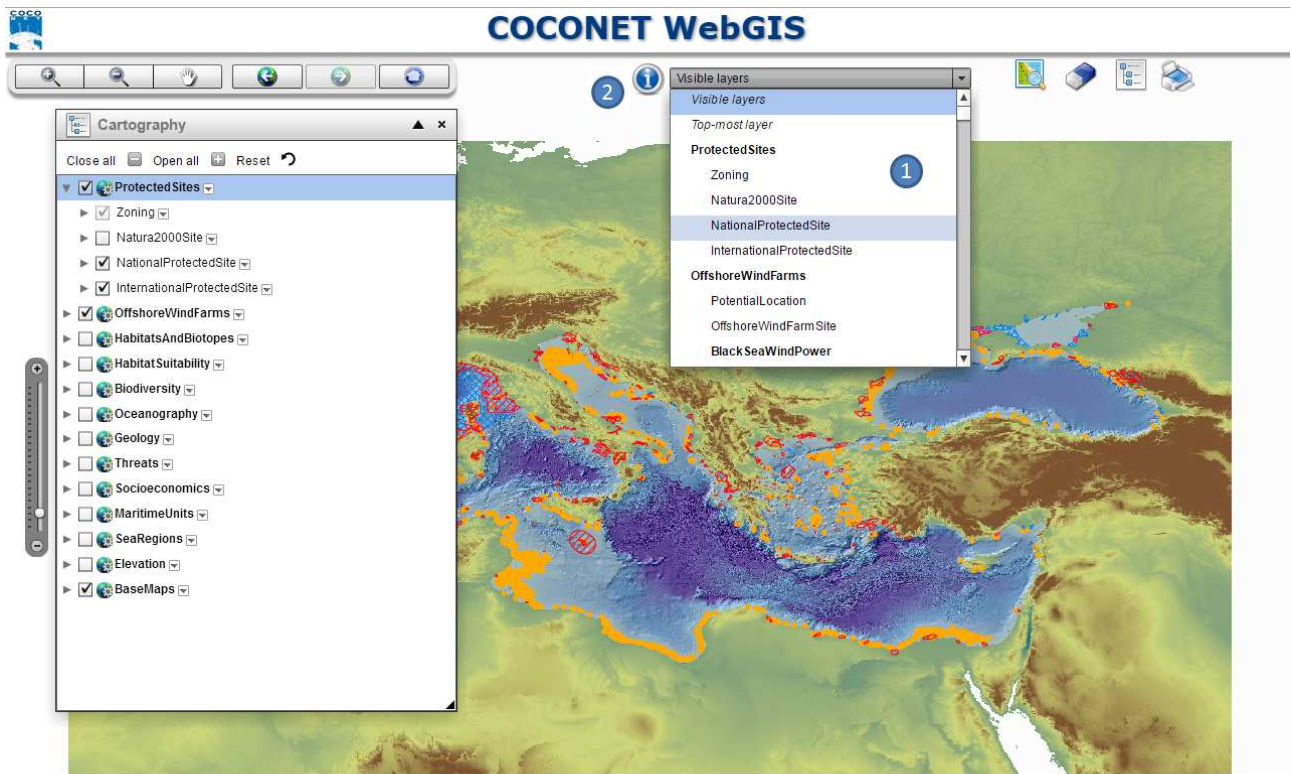 COCO
NET
COCONET WebGIS
2
Visible layers
Visible layers
Top-most layer
ProtectedSites
1
Zoning
Natura2000Site
NationalProtectedSite
InternationalProtectedSite
OffshoreWindFarms
PotentialLocation
OffshoreWindFarmSite
BlackSeaWindPower
Cartography
Close all Open all Reset
ProtectedSites
Zoning
Natura2000Site
NationalProtectedSite
InternationalProtectedSite
OffshoreWindFarms
HabitatsAndBiotopes
HabitatSuitability
Biodiversity
Oceanography
Geology
Threats
Socioeconomics
MaritimeUnits
SeaRegions
Elevation
BaseMaps